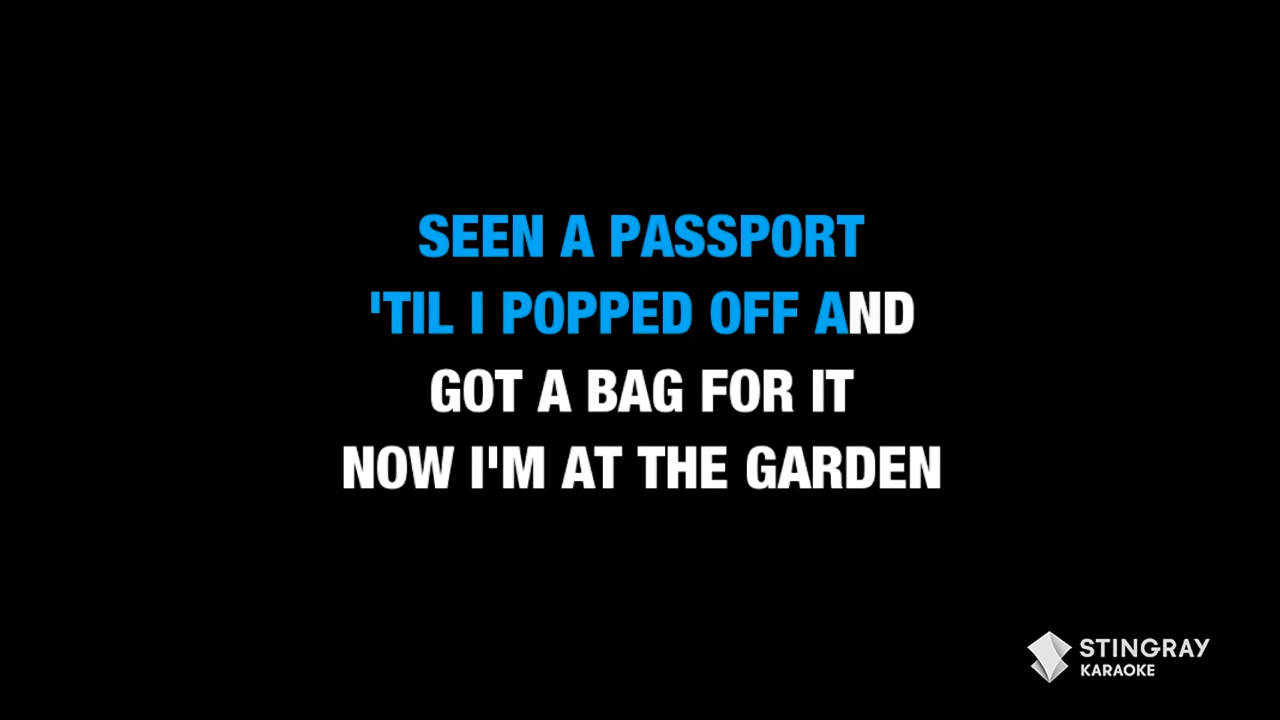 SEEN A PASSPORT
'TIL I POPPED OFF AND
GOT A BAG FOR IT
NOW I'M AT THE GARDEN
STINGRAY
KARAOKE